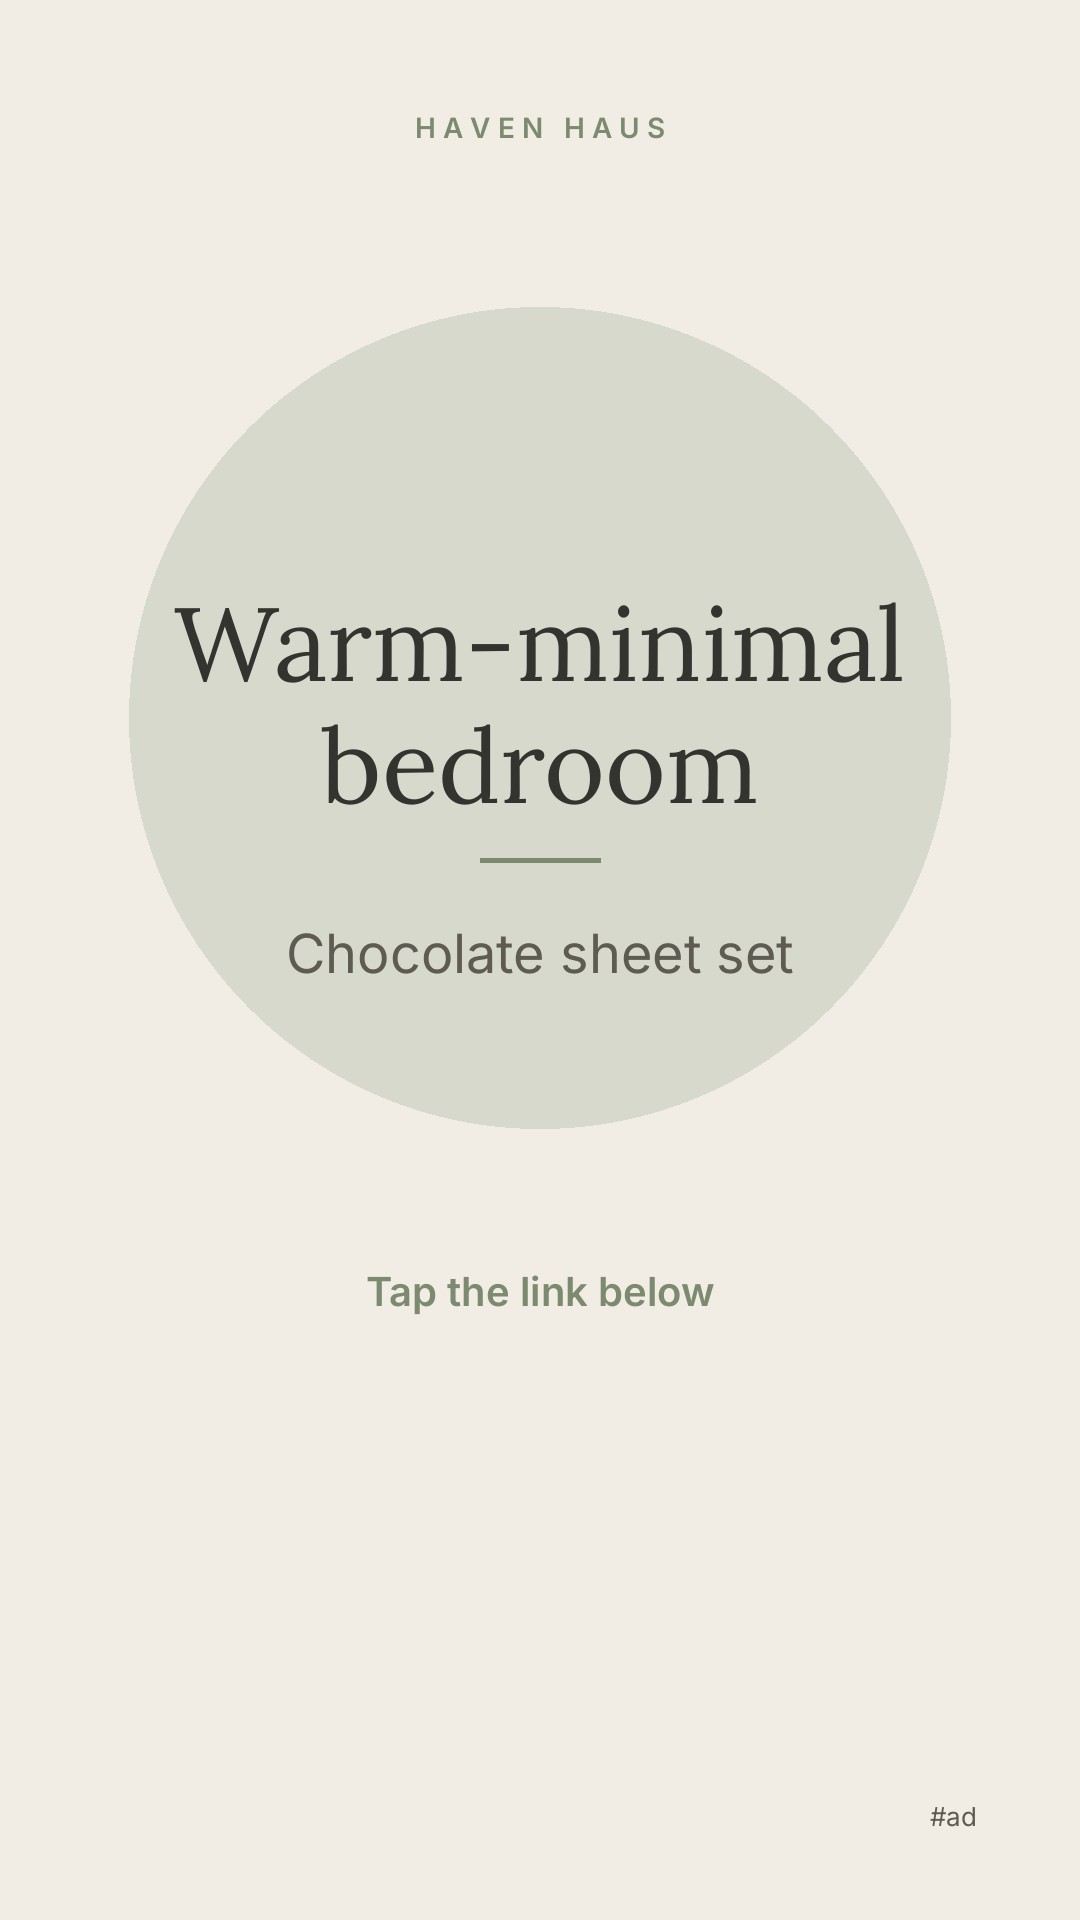 HAVEN HAUS
Warm-minimal
bedroom
Chocolate sheet set
Tap the link below
#ad